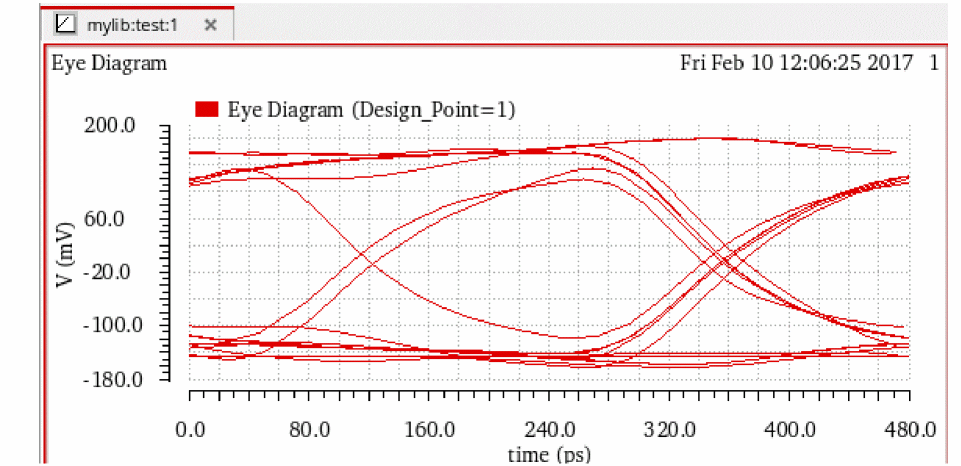 mylib:test:1
Eye Diagram
Fri Feb 10 12:06:25 2017 1
Eye Diagram (Design_Point=1)
200.0
60.0
-20.0
-100.0
-180.0
V (mV)
0.0 80.0 160.0 240.0 320.0 400.0 480.0
time (ps)